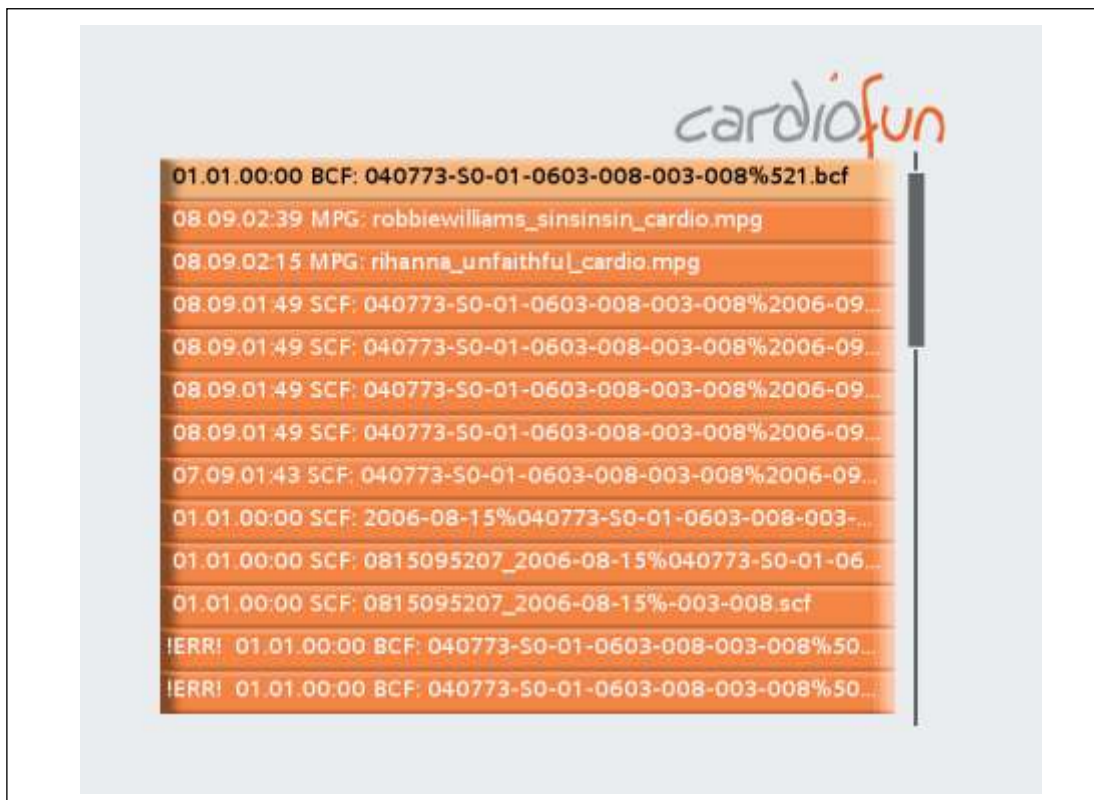 cardiofun
01.01.00:00 BCF: 040773-S0-01-0603-008-003-008%521.bcf
08.09.02:39 MPG: robbiewilliams_sinsinsin_cardio.mpg
08.09.02:15 MPG: rihanna_unfaithful_cardio.mpg
08.09.01:49 SCF: 040773-S0-01-0603-008-003-008%2006-09...
08.09.01:49 SCF: 040773-S0-01-0603-008-003-008%2006-09...
08.09.01:49 SCF: 040773-S0-01-0603-008-003-008%2006-09...
08.09.01:49 SCF: 040773-S0-01-0603-008-003-008%2006-09...
07.09.01:43 SCF: 040773-S0-01-0603-008-003-008%2006-09...
01.01.00:00 SCF: 2006-08-15%040773-S0-01-0603-008-003-...
01.01.00:00 SCF: 0815095207_2006-08-15%040773-S0-01-06...
01.01.00:00 SCF: 0815095207_2006-08-15%-003-008.scf
!ERR! 01.01.00:00 BCF: 040773-S0-01-0603-008-003-008%50...
!ERR! 01.01.00:00 BCF: 040773-S0-01-0603-008-003-008%50...